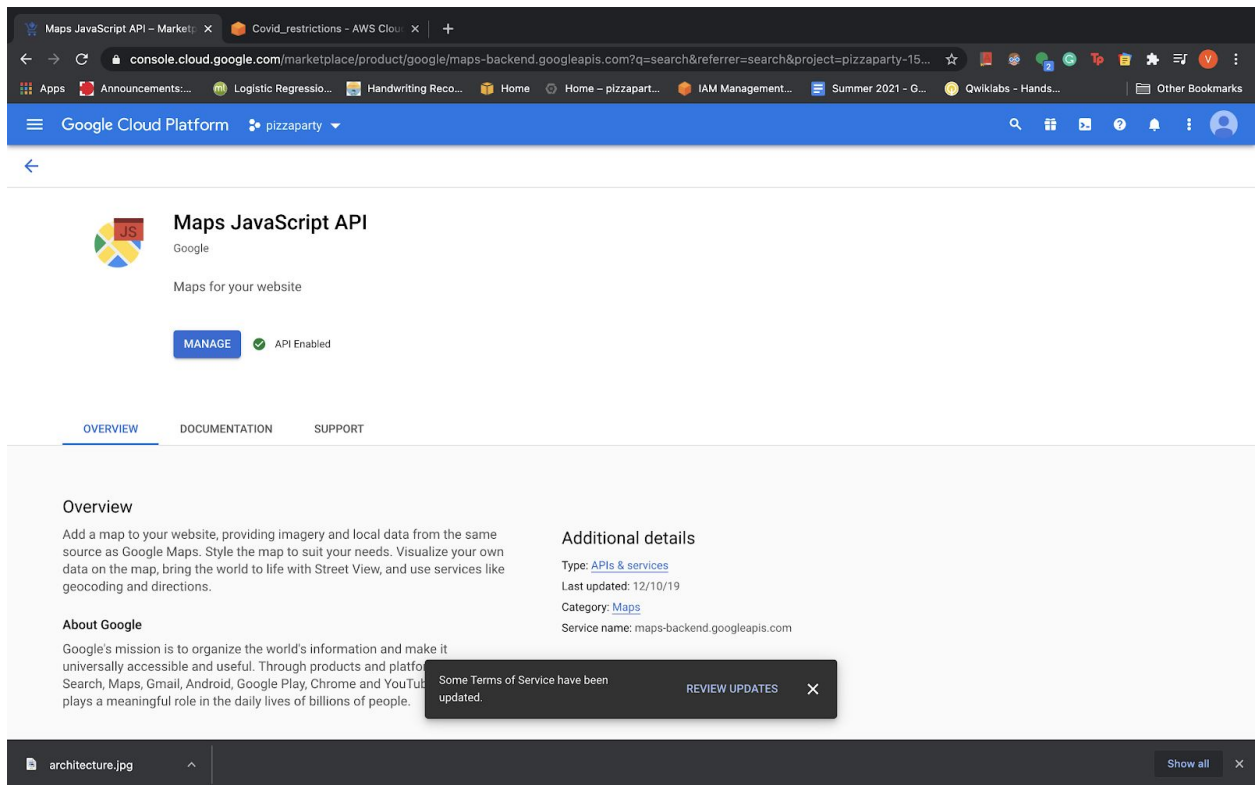 Maps JavaScript API – Marketp
Covid_restrictions - AWS Clou
console.cloud.google.com/marketplace/product/google/maps-backend.googleapis.com?q=search&referrer=search&project=pizzaparty-15...
Apps Announcements:... Logistic Regressio... Handwriting Reco... Home Home – pizzapart... IAM Management... Summer 2021 - G... Qwiklabs - Hands... Other Bookmarks
Google Cloud Platform pizzaparty
JS
Maps JavaScript API
Google
Maps for your website
MANAGE API Enabled
OVERVIEW DOCUMENTATION SUPPORT
Overview
Add a map to your website, providing imagery and local data from the same
source as Google Maps. Style the map to suit your needs. Visualize your own
data on the map, bring the world to life with Street View, and use services like
geocoding and directions.
About Google
Google's mission is to organize the world's information and make it
universally accessible and useful. Through products and platfo
Search, Maps, Gmail, Android, Google Play, Chrome and YouTub
plays a meaningful role in the daily lives of billions of people.
Additional details
Type: APIs & services
Last updated: 12/10/19
Category: Maps
Service name: maps-backend.googleapis.com
Some Terms of Service have been
updated.
REVIEW UPDATES
architecture.jpg
Show all